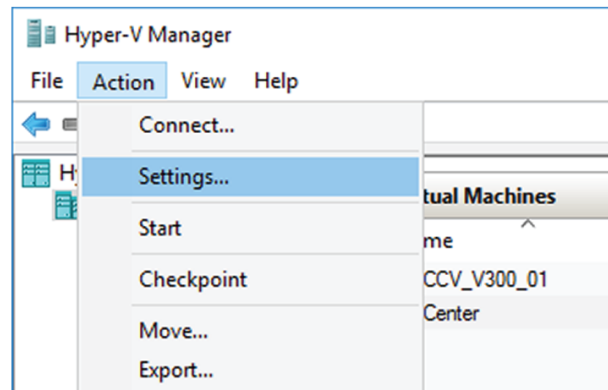 Hyper-V Manager
File Action View Help
Connect...
H
Settings...
tual Machines
Start
me
Checkpoint
CCV_V300_01
Center
Move...
Export...